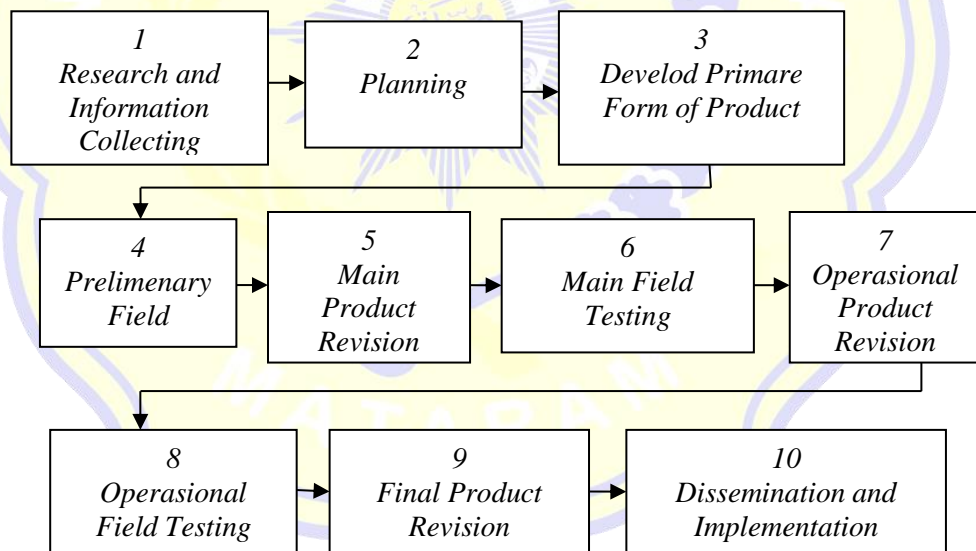 1
Research and
Information
Collecting
2
Planning
3
Develod Primare
Form of Product
4
Prelimenary
Field
5
Main
Product
Revision
6
Main Field
Testing
7
Operasional
Product
Revision
MATARAM
8
Operasional
Field Testing
9
Final Product
Revision
10
Dissemination and
Implementation